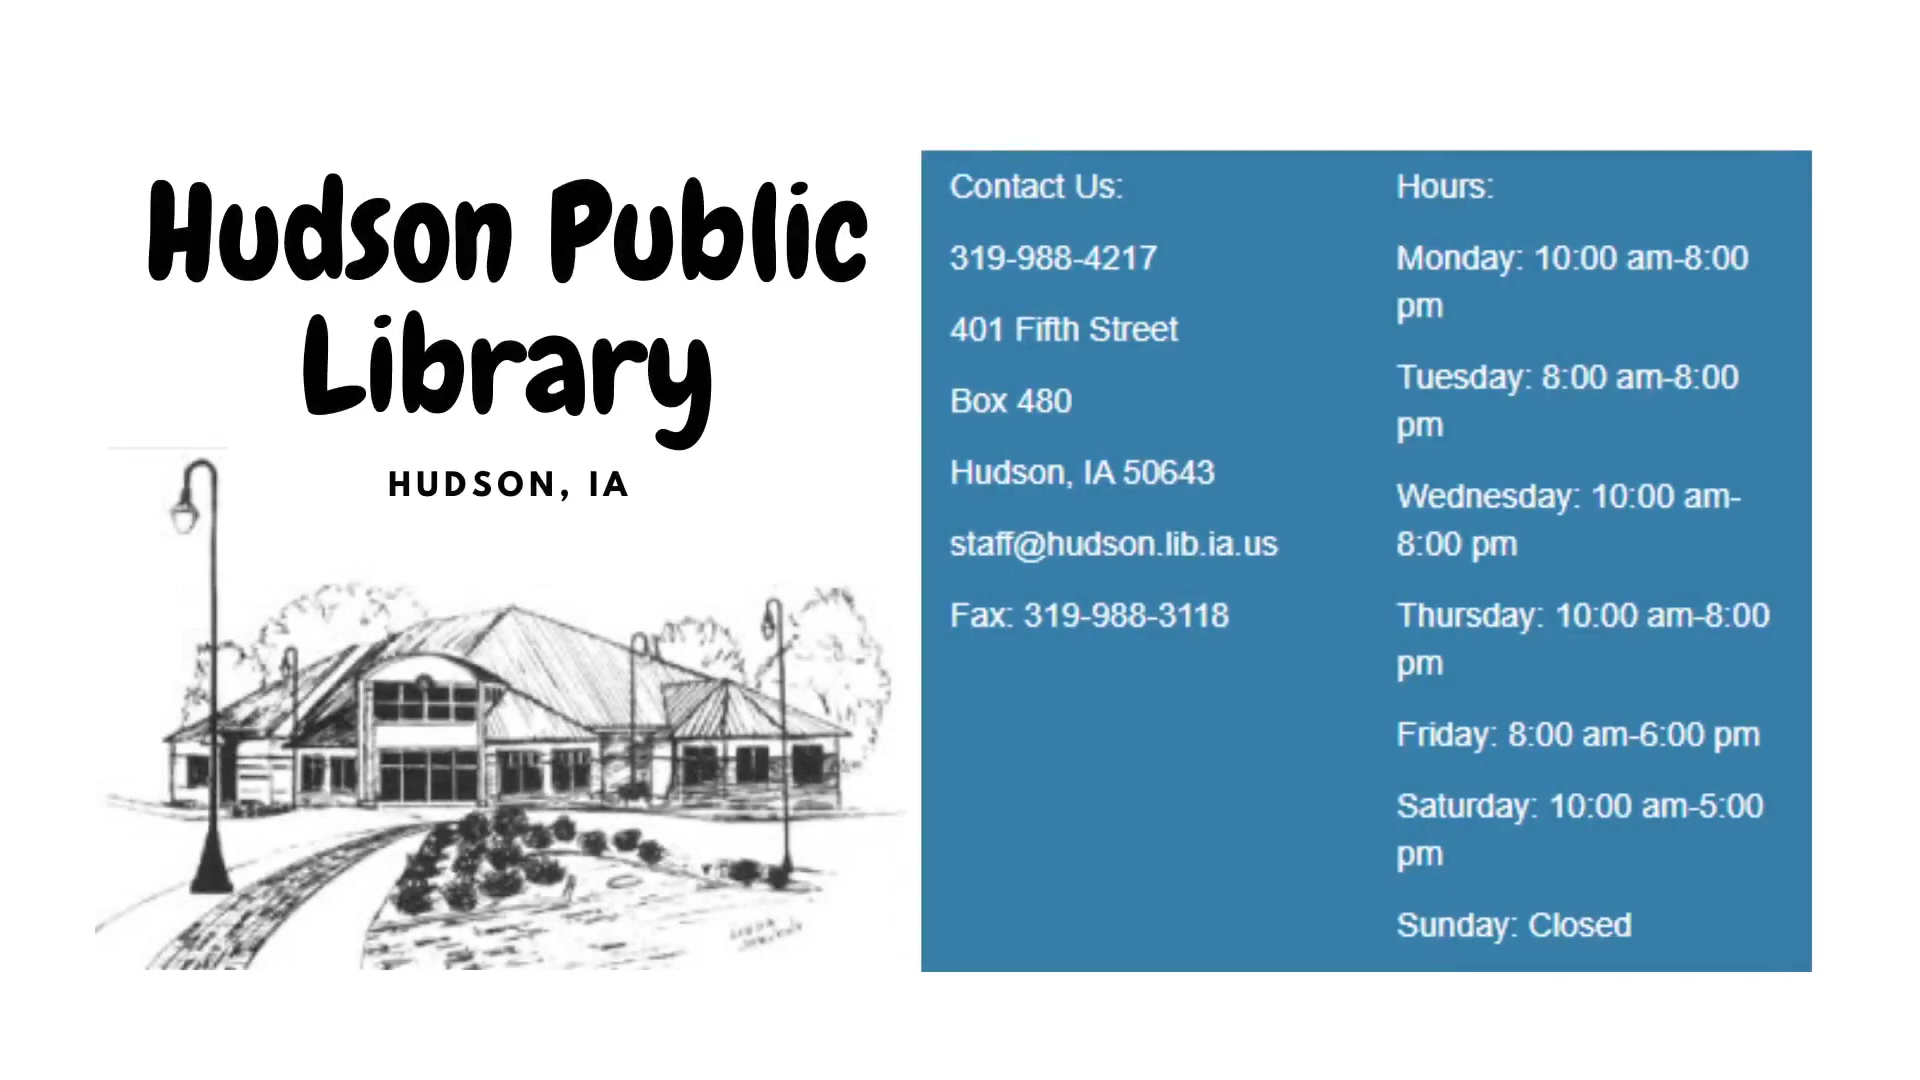 Hudson Public
Library
HUDSON, IA
Contact Us:
319-988-4217
401 Fifth Street
Box 480
Hudson, IA 50643
staff@hudson.lib.ia.us
Fax: 319-988-3118
Hours:
Monday: 10:00 am-8:00
pm
Tuesday: 8:00 am-8:00
pm
Wednesday: 10:00 am-
8:00 pm
Thursday: 10:00 am-8:00
pm
Friday: 8:00 am-6:00 pm
Saturday: 10:00 am-5:00
pm
Sunday: Closed